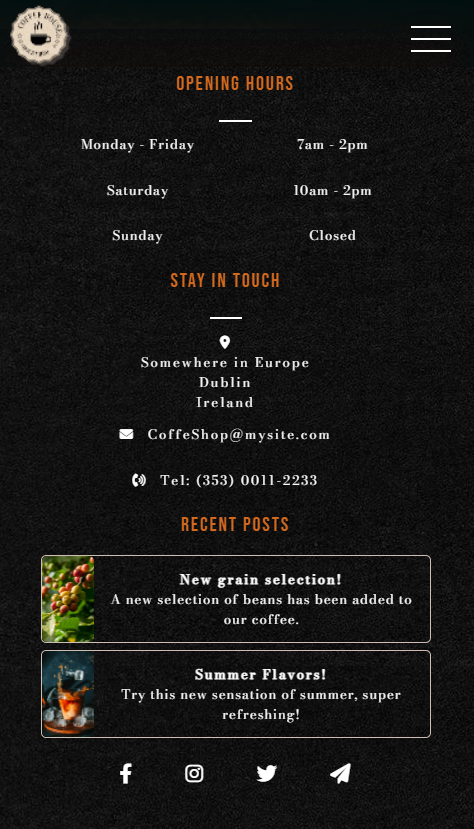 COFFEE HOUSE
OPENING HOURS
Monday - Friday 7am - 2pm
Saturday 10am - 2pm
Sunday Closed
STAY IN TOUCH
Somewhere in Europe
Dublin
Ireland
CoffeShop@mysite.com
Tel: (353) 0011-2233
RECENT POSTS
New grain selection!
A new selection of beans has been added to
our coffee.
Summer Flavors!
Try this new sensation of summer, super
refreshing!